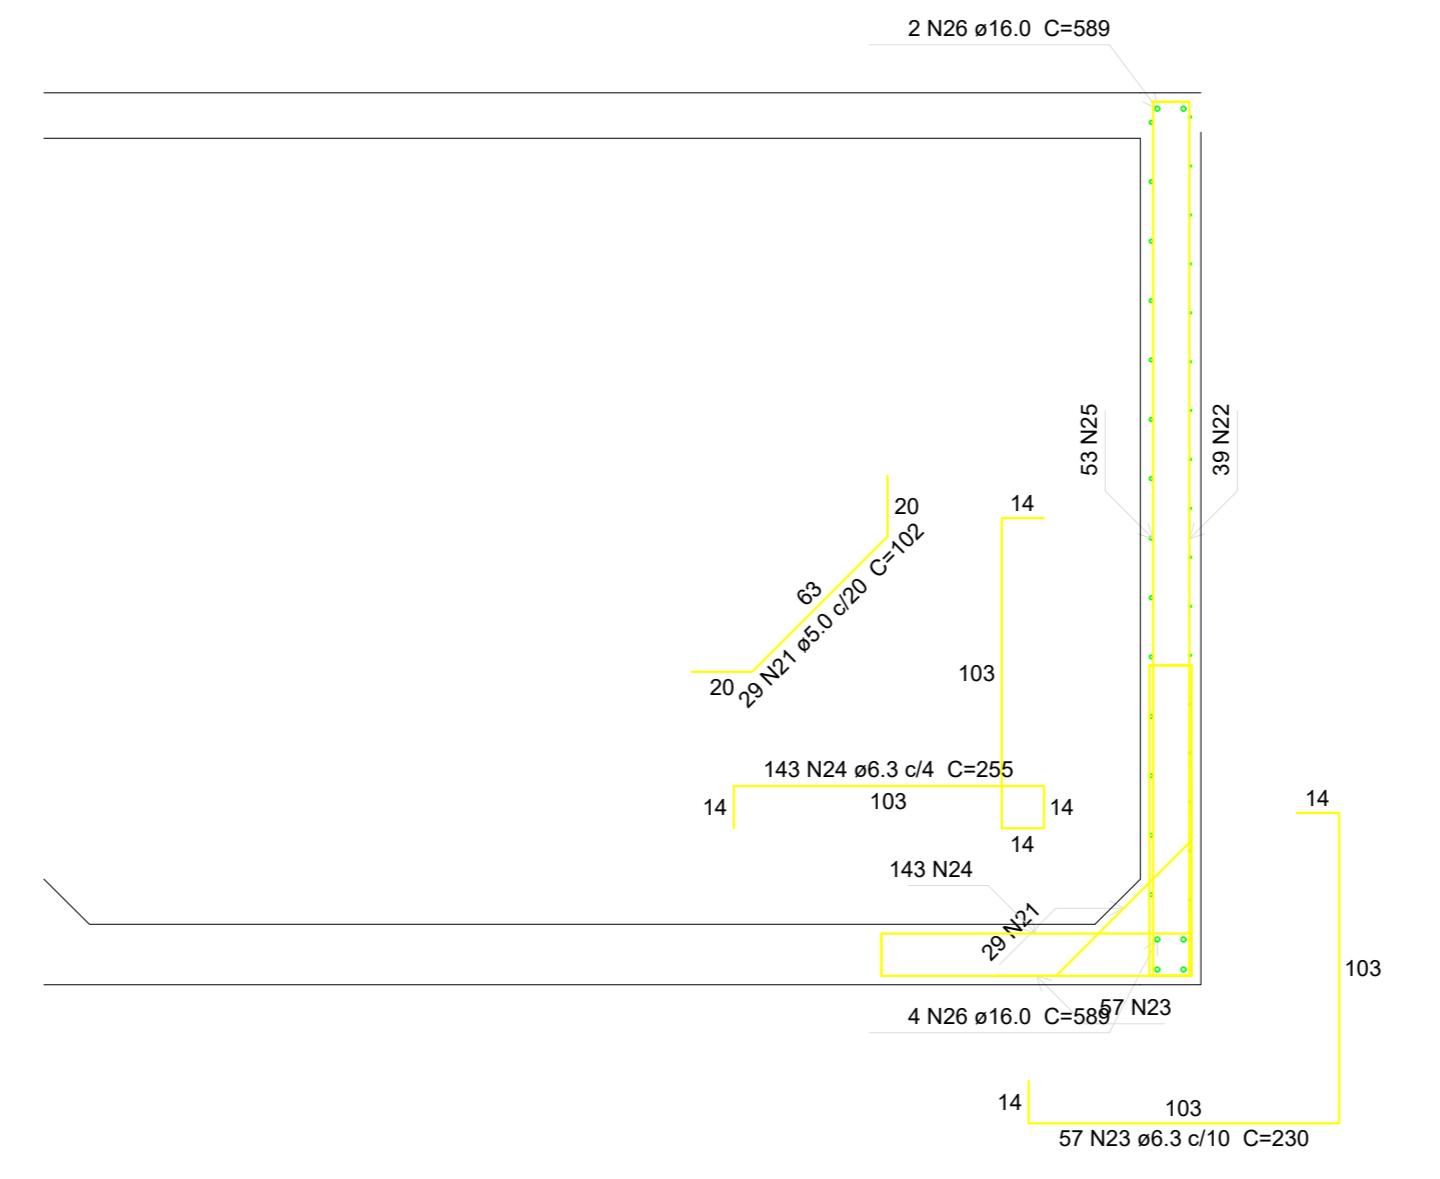 2 N26 ø16.0  C=589
53 N25
39 N22
20
63
29 N21 ø5.0 c/20  C=102
20
14
103
143 N24 ø6.3 c/4  C=255
14
103
14
14
143 N24
29 N21
14
103
57 N23
4 N26 ø16.0  C=589
14
103
57 N23 ø6.3 c/10  C=230